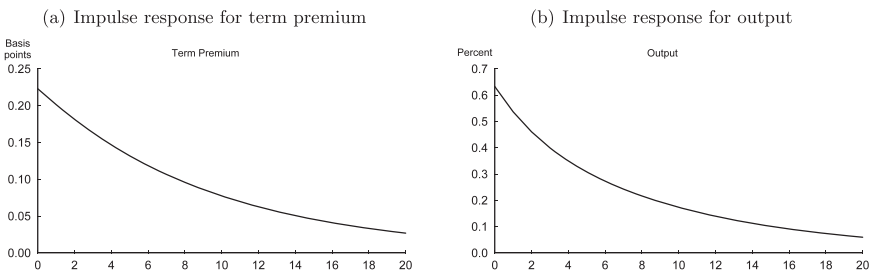 (a) Impulse response for term premium
Basis
points
Term Premium
0.25
0.20
0.15
0.10
0.05
0.00
0 2 4 6 8 10 12 14 16 18 20
(b) Impulse response for output
Percent
Output
0.7
0.6
0.5
0.4
0.3
0.2
0.1
0.0
0 2 4 6 8 10 12 14 16 18 20